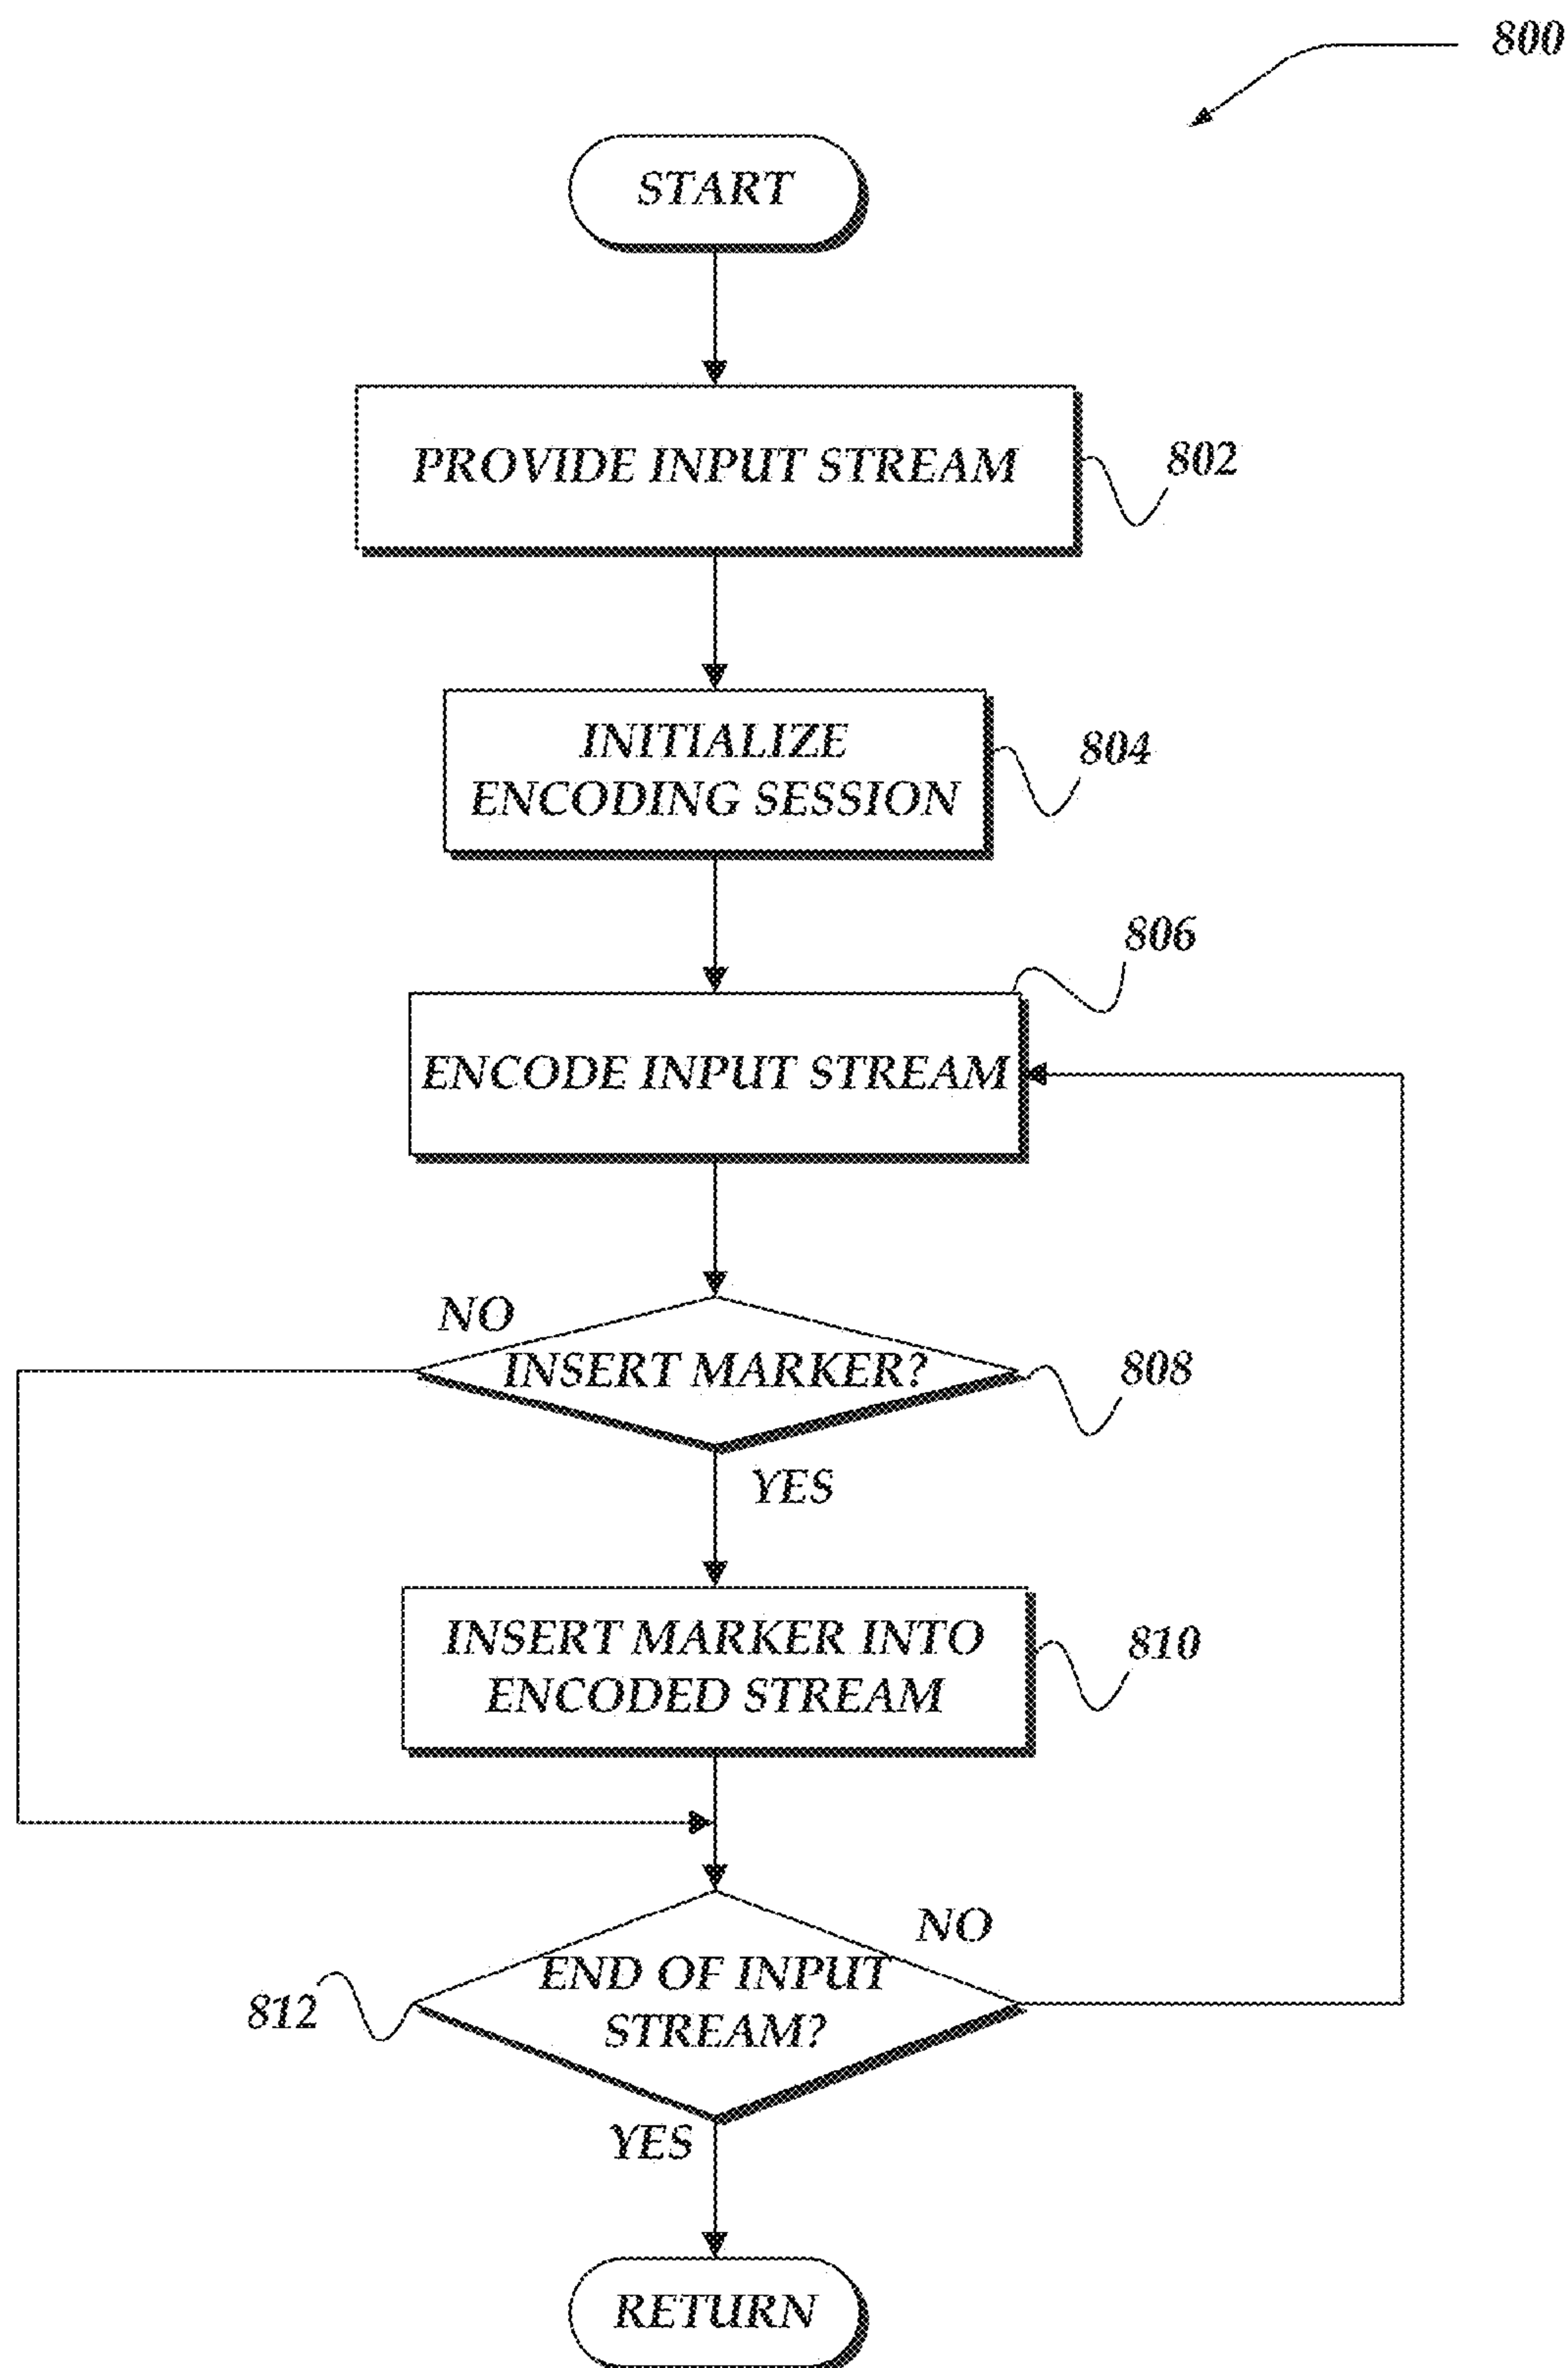 800
START
PROVIDE INPUT STREAM
802
INITIALIZE
ENCODING SESSION
804
806
ENCODE INPUT STREAM
NO
INSERT MARKER?
808
YES
INSERT MARKER INTO
ENCODED STREAM
810
NO
END OF INPUT
STREAM?
812
YES
RETURN